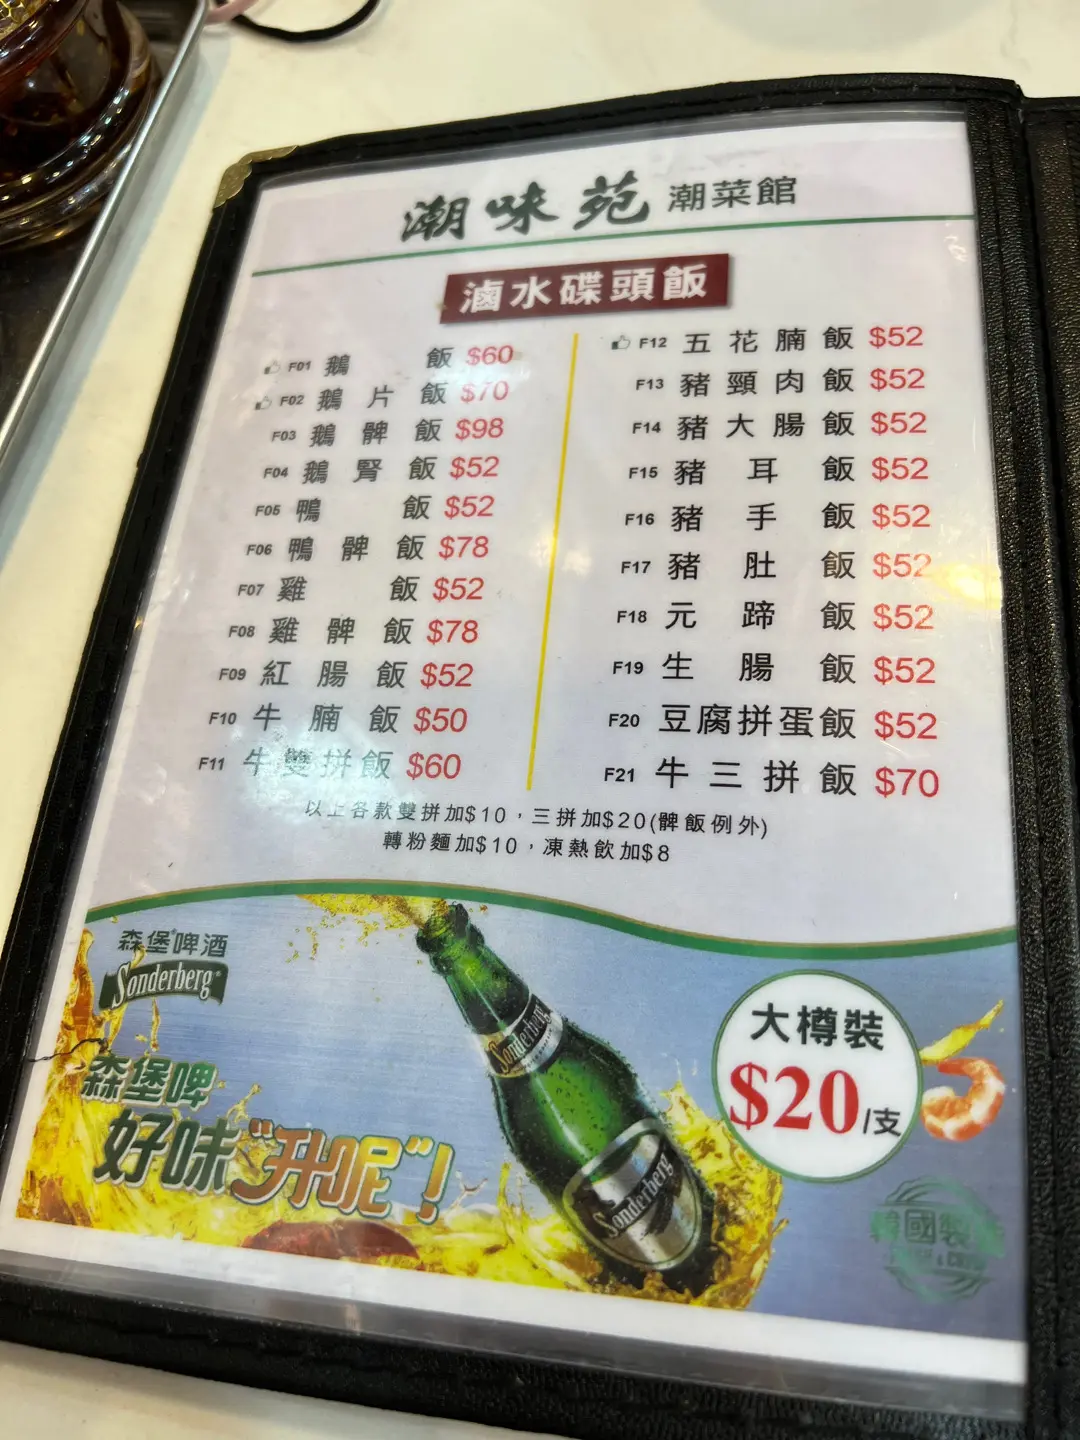 潮味苑 潮菜館
滷水碟頭飯
F01 鵝 飯 $60
F02 鵝片飯 $70
F03 鵝髀飯 $98
F04 鵝腎飯 $52
F05 鴨 飯 $52
F06 鴨髀飯 $78
F07 雞 飯 $52
F08 雞髀飯 $78
F09 紅腸飯 $52
F10 牛腩飯 $50
F11 牛雙拼飯 $60
F12 五花腩飯 $52
F13 豬頸肉飯 $52
F14 豬大腸飯 $52
F15 豬耳飯 $52
F16 豬手飯 $52
F17 豬肚飯 $52
F18 元蹄飯 $52
F19 生腸飯 $52
F20 豆腐拼蛋飯 $52
F21 牛三拼飯 $70
以上各款雙拼加$10，三拼加$20(髀飯例外)
轉粉麵加$10，凍熱飲加$8
森堡®啤酒
Sonderberg®
森堡啤
好味“升呢”!
Sonderberg
Sonderberg
大樽裝
$20/支
韓國製